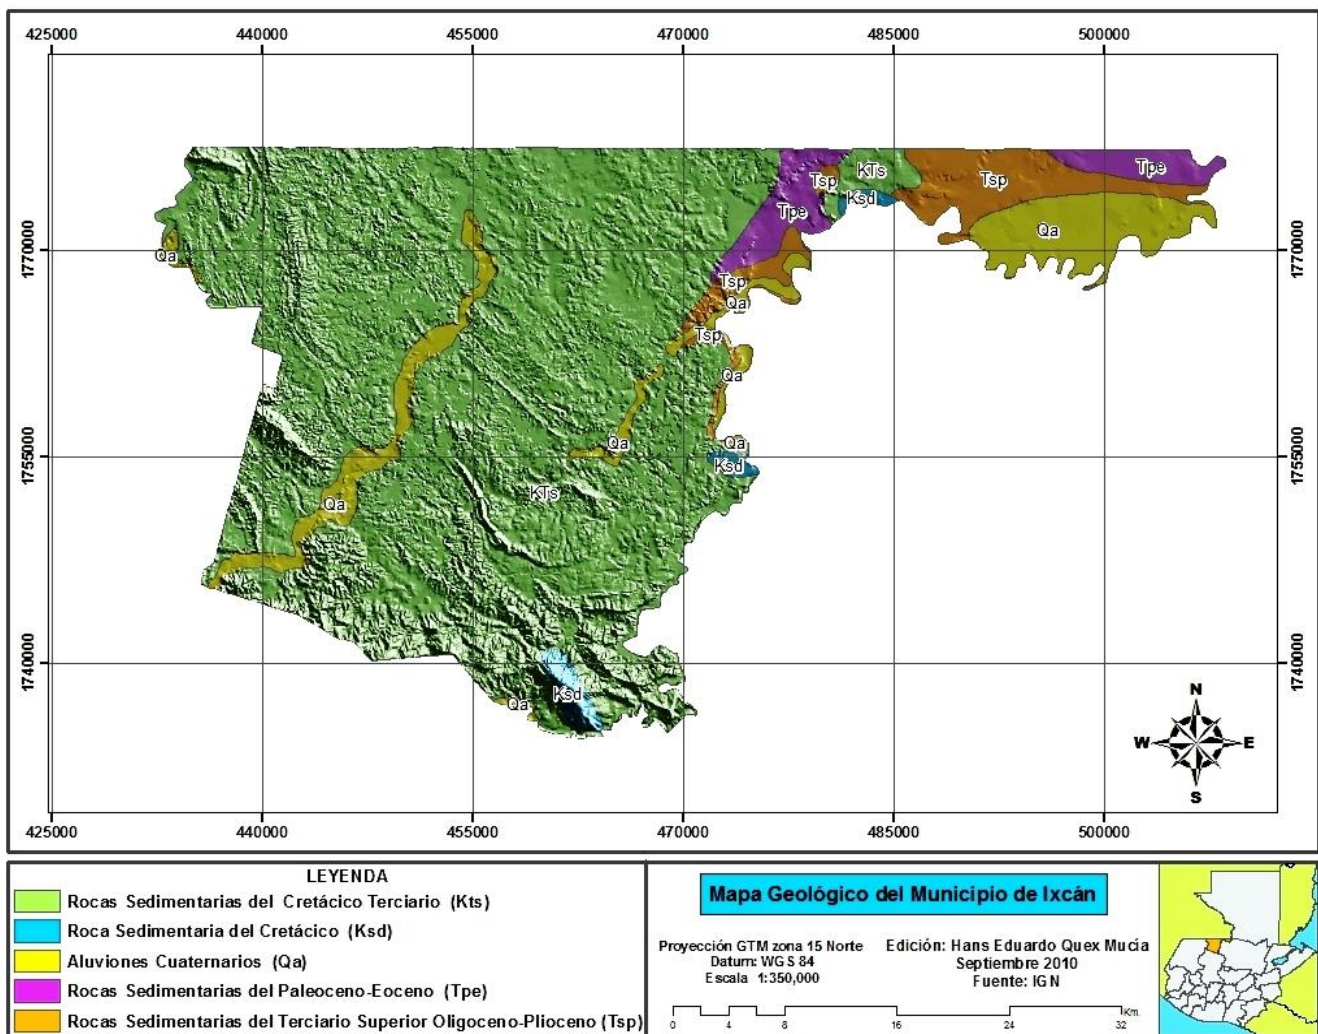 425000 440000 455000 470000 485000 500000
KTs
Tpe
Tsp
Tsp
Ksd
Tpe
Qa
1770000 1770000
Qa
Tsp
Qa
Tsp
Qa
Qa
Qa
1755000 1755000
Ksd
KTs
Qa
1740000 1740000
Ksd
Qa
N
W E
S
425000 440000 455000 470000 485000 500000
LEYENDA
Rocas Sedimentarias del Cretácico Terciario (Kts)
Roca Sedimentaria del Cretácico (Ksd)
Aluviones Cuaternarios (Qa)
Rocas Sedimentarias del Paleoceno-Eoceno (Tpe)
Rocas Sedimentarias del Terciario Superior Oligoceno-Plioceno (Tsp)
Mapa Geológico del Municipio de Ixcán
Proyección GTM zona 15 Norte
Datum: WGS 84
Escala 1:350,000
Edición: Hans Eduardo Quex Mucía
Septiembre 2010
Fuente: IGN
0 4 8 16 24 32 Km.